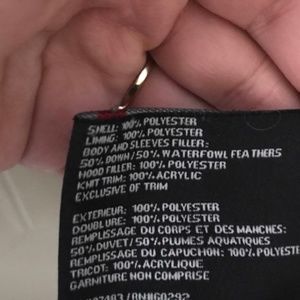 SHELL: 100% POLYESTER
LINING: 100% POLYESTER
BODY AND SLEEVES FILLER:
50% DOWN/50% WATERFOWL FEATHERS
HOOD FILLER: 100% POLYESTER
KNIT TRIM: 100% ACRYLIC
EXCLUSIVE OF TRIM
EXTERIEUR: 100% POLYESTER
DOUBLURE: 100% POLYESTER
REMPLISSAGE DU CORPS ET DES MANCHES:
50% DUVET/50% PLUMES AQUATIQUES
REMPLISSAGE DU CAPUCHON: 100% POLYESTER
TRICOT: 100% ACRYLIQUE
GARNITURE NON COMPRISE